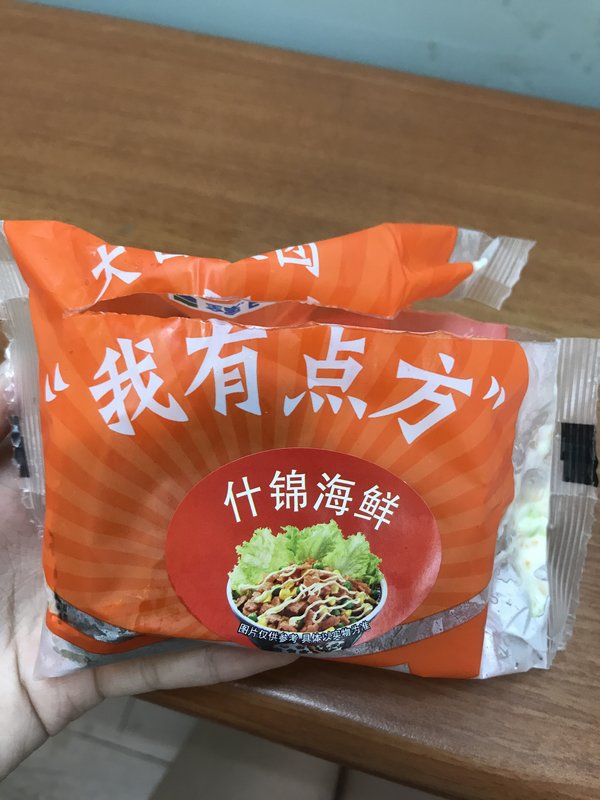 “我有点方”
什锦海鲜
图片仅供参考 具体以实物为准